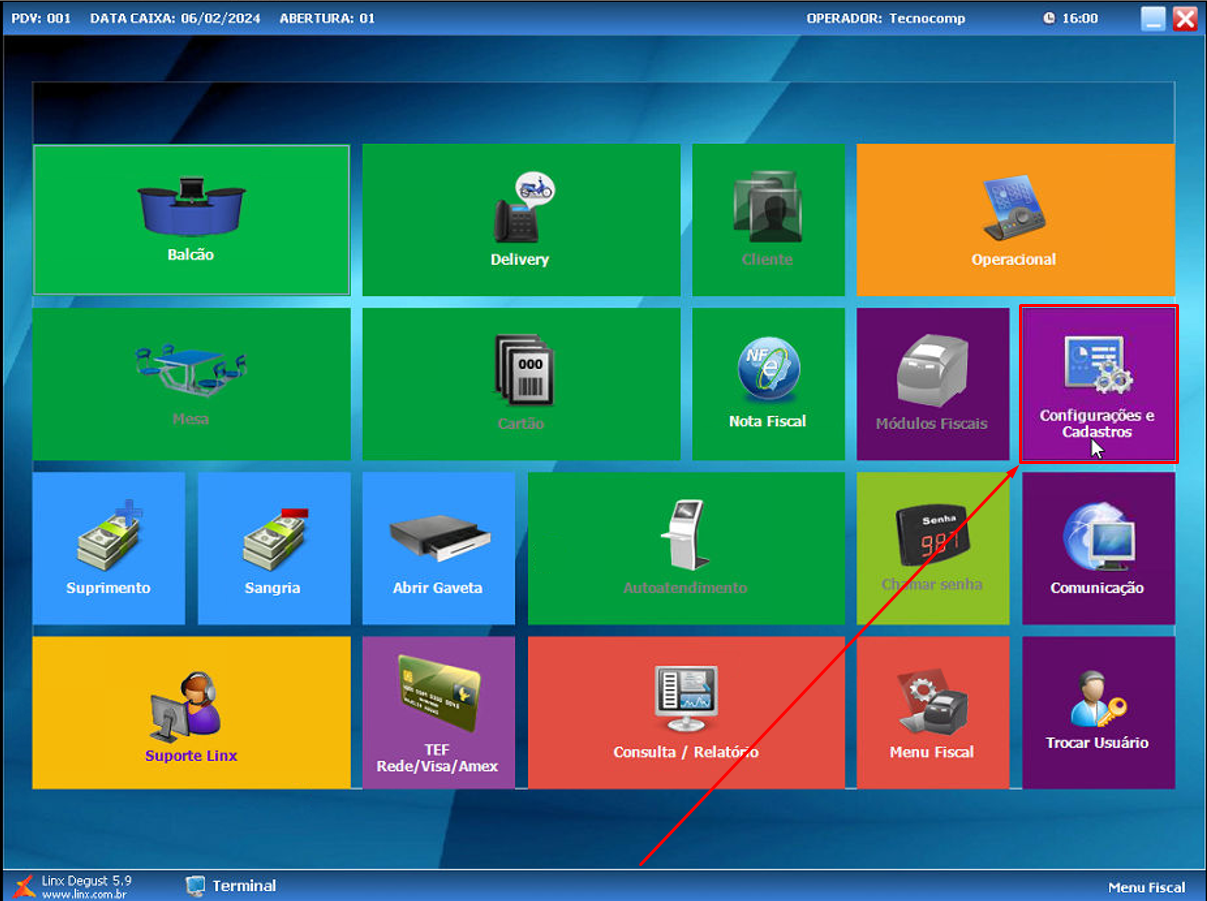 PDV: 001 DATA CAIXA: 06/02/2024 ABERTURA: 01 OPERADOR: Tecnocomp 16:00
Balcão
Delivery
Cliente
Operacional
Mesa
000
Cartão
NF
e
Nota Fiscal
Módulos Fiscais
Configurações e
Cadastros
Suprimento
Sangria
Abrir Gaveta
Autoatendimento
Senha
987
Chamar senha
Comunicação
Suporte Linx
TEF
Rede/Visa/Amex
Consulta / Relatório
Menu Fiscal
Trocar Usuário
Linx Degust 5.9
www.linx.com.br
Terminal
Menu Fiscal